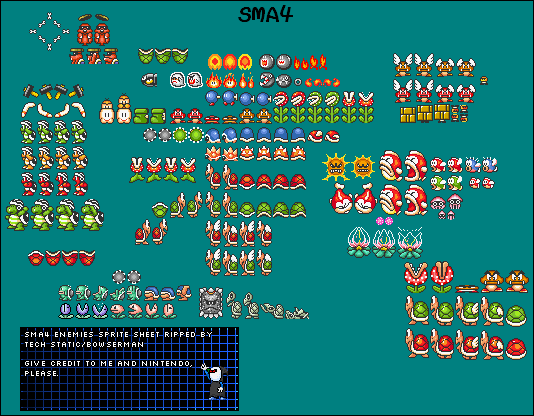 SMA4
SMA4 ENEMIES SPRITE SHEET RIPPED BY
TECH STATIC/BOWSERMAN
GIVE CREDIT TO ME AND NINTENDO,
PLEASE.